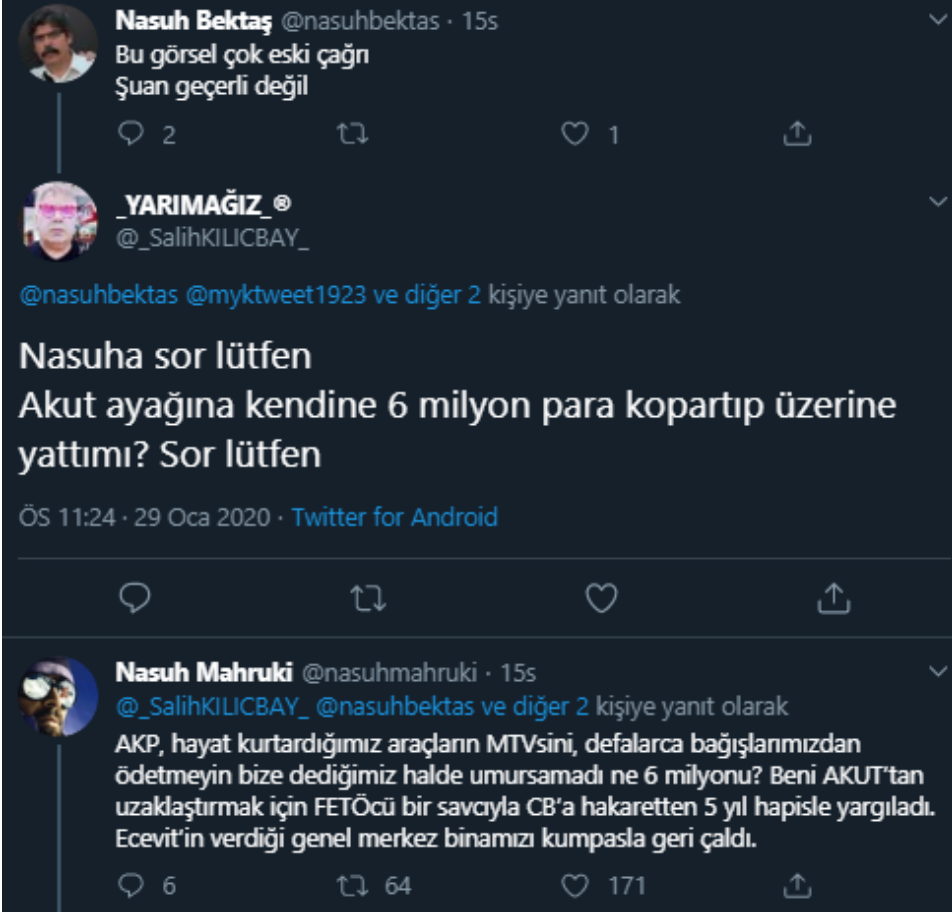 Nasuh Bektaş @nasuhbektas · 15s
Bu görsel çok eski çağrı
Şuan geçerli değil
2 1
_YARIMAĞIZ_®
@_SalihKILICBAY_
@nasuhbektas @myktweet1923 ve diğer 2 kişiye yanıt olarak
Nasuha sor lütfen
Akut ayağına kendine 6 milyon para kopartıp üzerine
yattımı? Sor lütfen
ÖS 11:24 · 29 Oca 2020 · Twitter for Android
Nasuh Mahruki @nasuhmahruki · 15s
@_SalihKILICBAY_ @nasuhbektas ve diğer 2 kişiye yanıt olarak
AKP, hayat kurtardığımız araçların MTVsini, defalarca bağışlarımızdan
ödetmeyin bize dediğimiz halde umursamadı ne 6 milyonu? Beni AKUT'tan
uzaklaştırmak için FETÖcü bir savcıyla CB'a hakaretten 5 yıl hapisle yargıladı.
Ecevit'in verdiği genel merkez binamızı kumpasla geri çaldı.
6 64 171